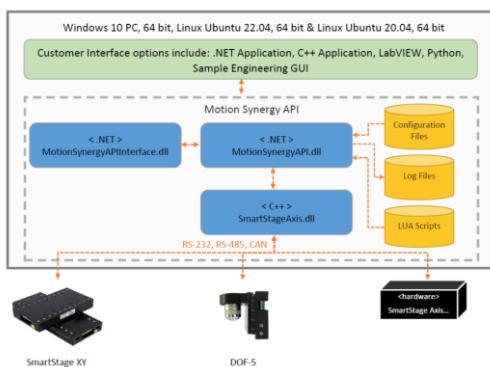 Windows 10 PC, 64 bit, Linux Ubuntu 22.04, 64 bit & Linux Ubuntu 20.04, 64 bit
Customer Interface options include: .NET Application, C++ Application, LabVIEW, Python,
Sample Engineering GUI
Motion Synergy API
< .NET >
MotionSynergyAPIInterface.dll
< .NET >
MotionSynergyAPI.dll
Configuration
Files
Log Files
< C++ >
SmartStageAxis.dll
LUA Scripts
RS-232, RS-485, CAN
<hardware>
SmartStage Axis...
SmartStage XY
DOF-5